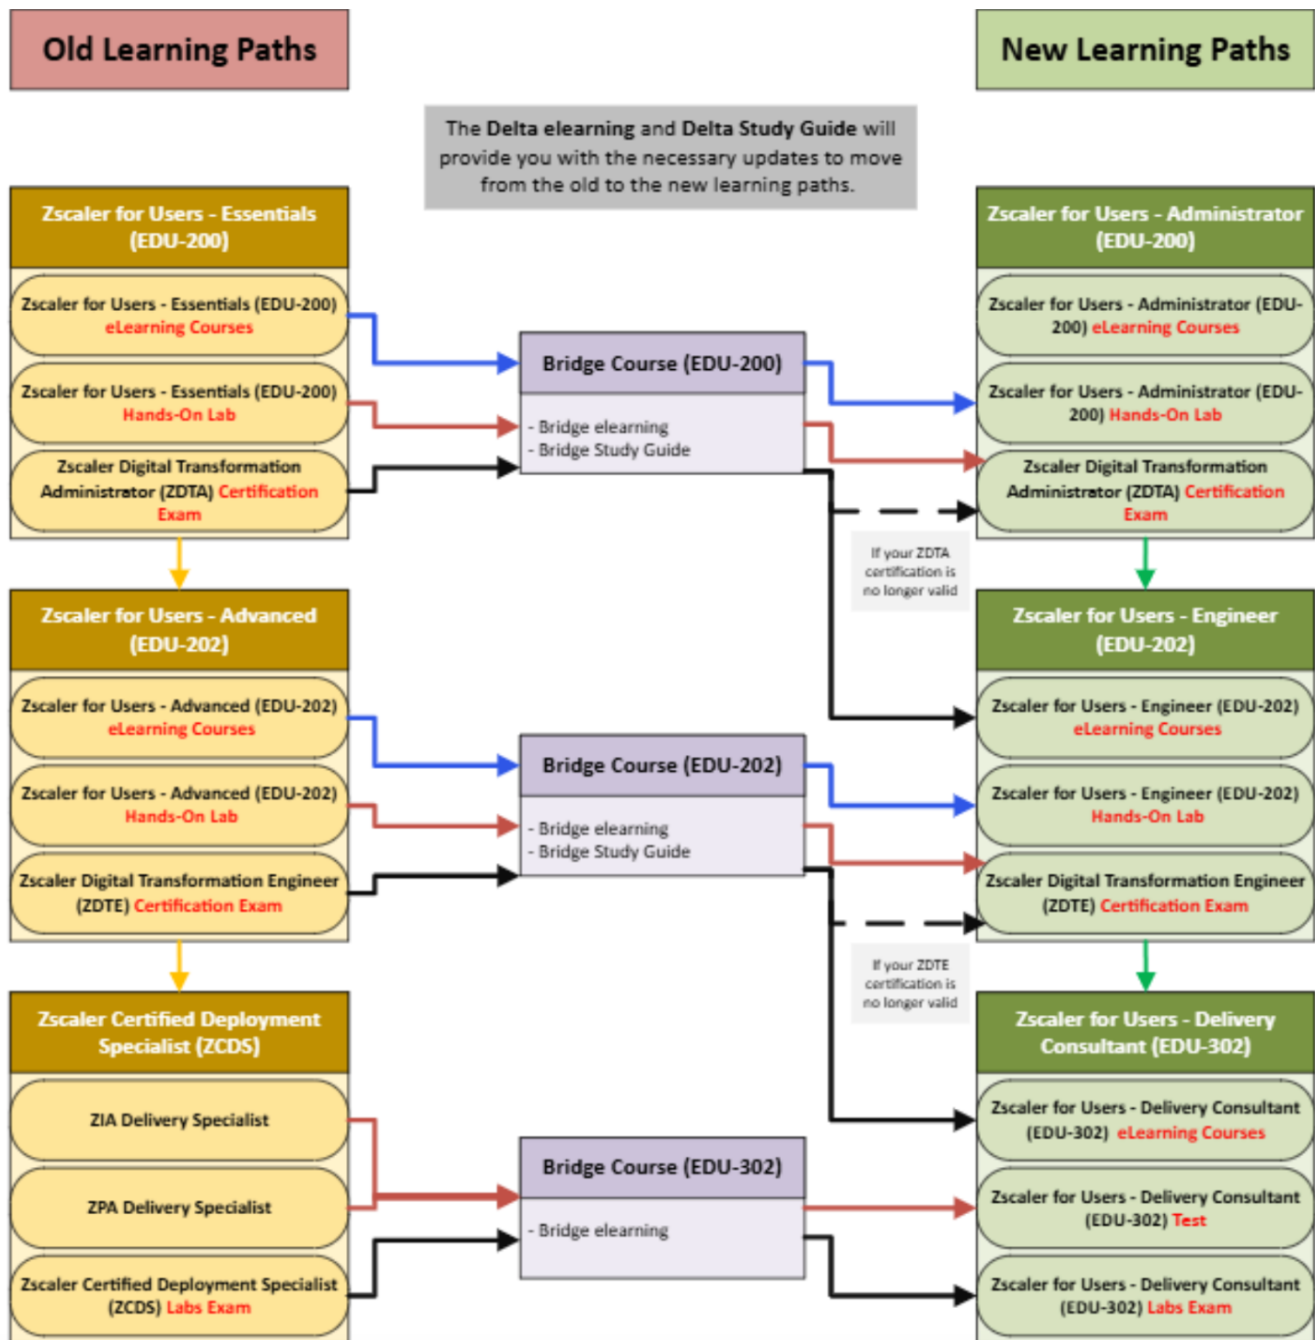 Old Learning Paths
New Learning Paths
The Delta elearning and Delta Study Guide will
provide you with the necessary updates to move
from the old to the new learning paths.
Zscaler for Users - Essentials
(EDU-200)
Zscaler for Users - Essentials (EDU-200)
eLearning Courses
Zscaler for Users - Essentials (EDU-200)
Hands-On Lab
Zscaler Digital Transformation
Administrator (ZDTA) Certification
Exam
Bridge Course (EDU-200)
- Bridge elearning
- Bridge Study Guide
Zscaler for Users - Administrator
(EDU-200)
Zscaler for Users - Administrator (EDU-
200) eLearning Courses
Zscaler for Users - Administrator (EDU-
200) Hands-On Lab
Zscaler Digital Transformation
Administrator (ZDTA) Certification
Exam
If your ZDTA
certification is
no longer valid
Zscaler for Users - Advanced
(EDU-202)
Zscaler for Users - Advanced (EDU-202)
eLearning Courses
Zscaler for Users - Advanced (EDU-202)
Hands-On Lab
Zscaler Digital Transformation Engineer
(ZDTE) Certification Exam
Bridge Course (EDU-202)
- Bridge elearning
- Bridge Study Guide
Zscaler for Users - Engineer
(EDU-202)
Zscaler for Users - Engineer (EDU-202)
eLearning Courses
Zscaler for Users - Engineer (EDU-202)
Hands-On Lab
Zscaler Digital Transformation Engineer
(ZDTE) Certification Exam
If your ZDTE
certification is
no longer valid
Zscaler Certified Deployment
Specialist (ZCDS)
ZIA Delivery Specialist
ZPA Delivery Specialist
Zscaler Certified Deployment Specialist
(ZCDS) Labs Exam
Bridge Course (EDU-302)
- Bridge elearning
Zscaler for Users - Delivery
Consultant (EDU-302)
Zscaler for Users - Delivery Consultant
(EDU-302) eLearning Courses
Zscaler for Users - Delivery Consultant
(EDU-302) Test
Zscaler for Users - Delivery Consultant
(EDU-302) Labs Exam